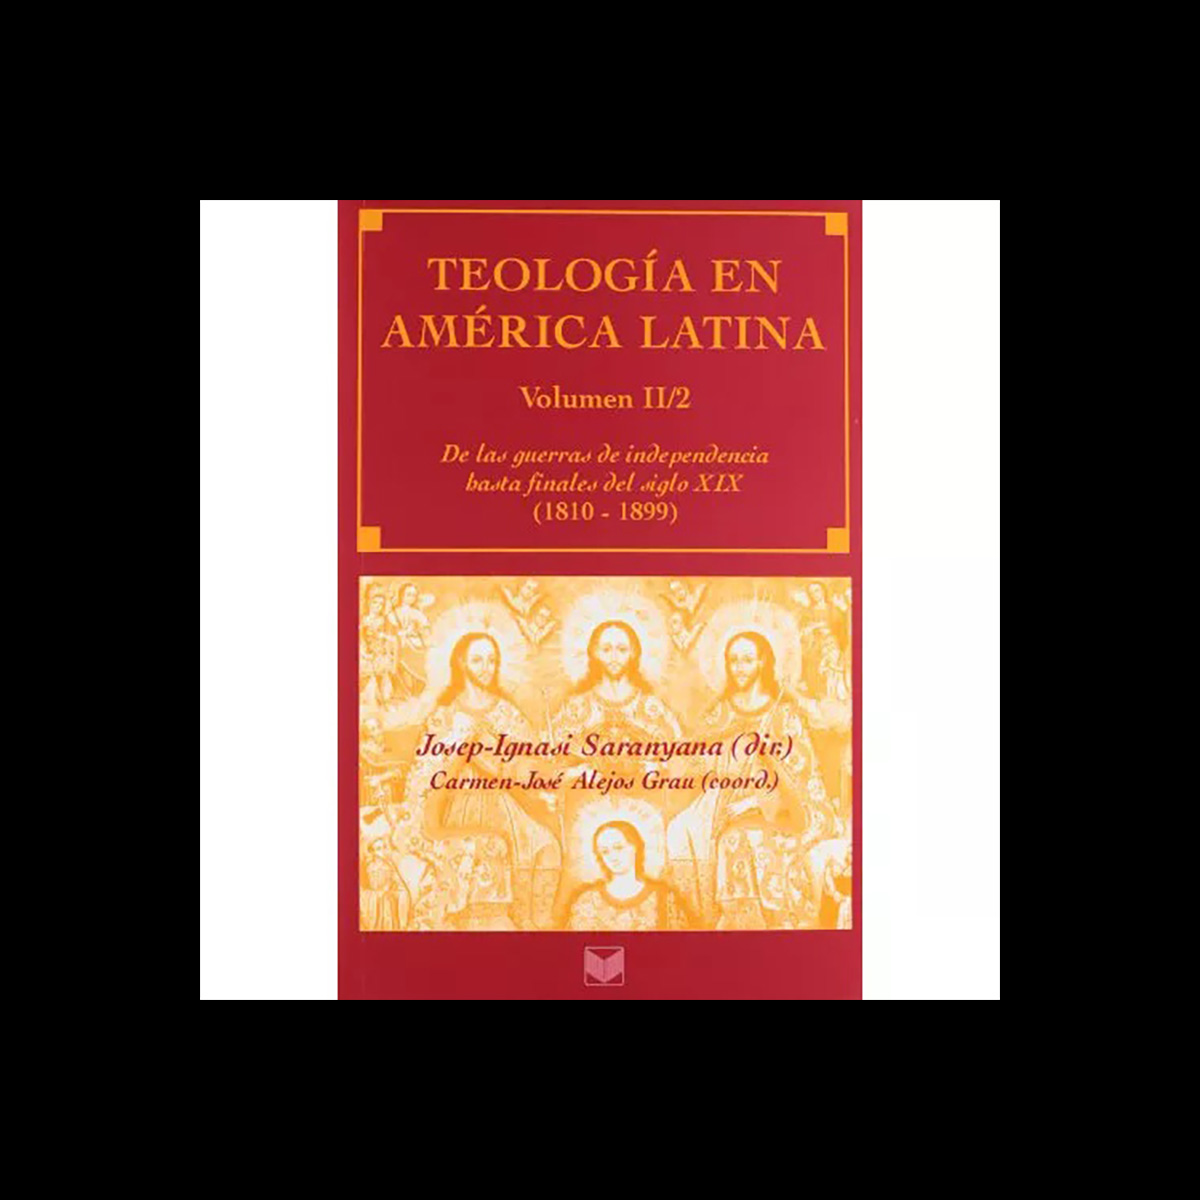 TEOLOGÍA EN
AMÉRICA LATINA
Volumen II/2
De las guerras de independencia
hasta finales del siglo XIX
(1810 - 1899)
Josep-Ignasi Saranyana (dir.)
Carmen-José Alejos Grau (coord.)